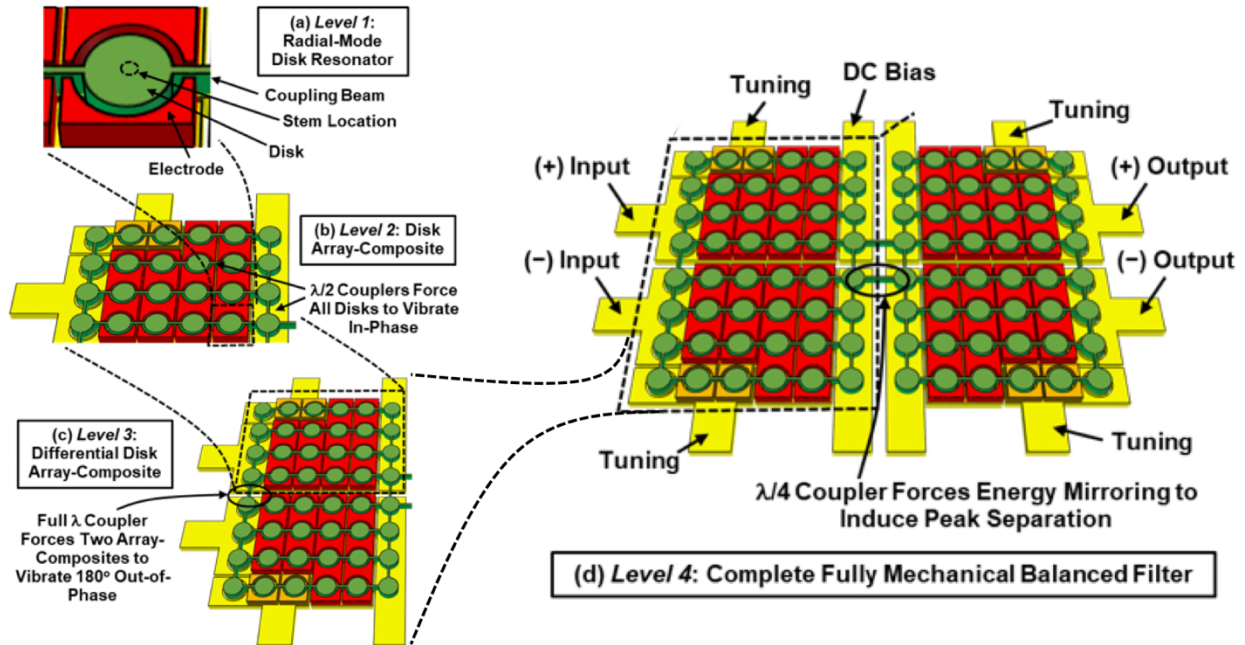 (a) Level 1:
Radial-Mode
Disk Resonator
Coupling Beam
Stem Location
Disk
Electrode
(b) Level 2: Disk
Array-Composite
λ/2 Couplers Force
All Disks to Vibrate
In-Phase
(c) Level 3:
Differential Disk
Array-Composite
Full λ Coupler
Forces Two Array-
Composites to
Vibrate 180º Out-of-
Phase
DC Bias
Tuning
Tuning
(+) Input
(+) Output
(−) Input
(−) Output
Tuning
Tuning
λ/4 Coupler Forces Energy Mirroring to
Induce Peak Separation
(d) Level 4: Complete Fully Mechanical Balanced Filter